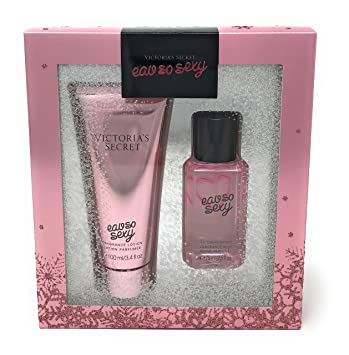 VICTORIA'S SECRET
eau so sexy
VICTORIA'S
SECRET
eau so
sexy
FRAGRANCE LOTION
LOTION PARFUMÉE
100 ml/3.4 fl oz
eau so
sexy